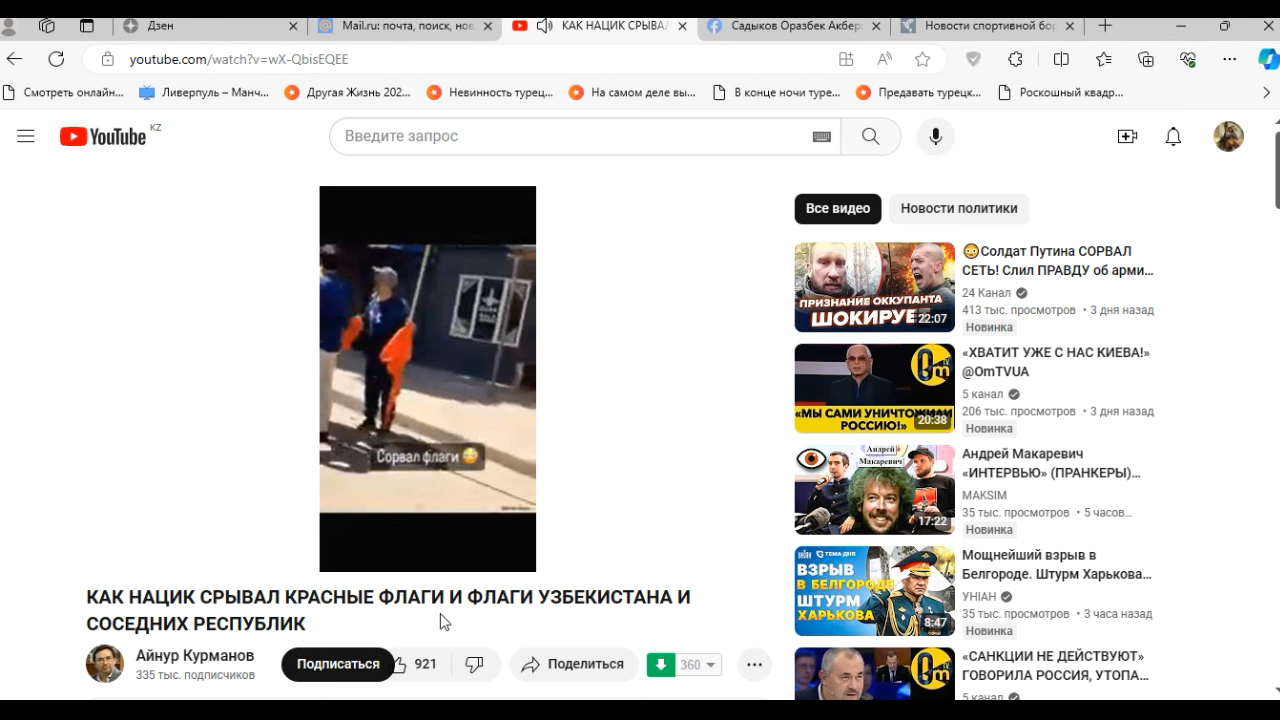 Дзен
Mail.ru: почта, поиск, нов
КАК НАЦИК СРЫВАЛ
Садыков Оразбек Акбер
Новости спортивной бор
youtube.com/watch?v=wX-QbisEQEE
Смотреть онлайн...
Ливерпуль – Манч...
Другая Жизнь 202...
Невинность турец...
На самом деле вы...
В конце ночи туре...
Предавать турецк...
Роскошный квадр...
YouTube KZ
Введите запрос
Сорвал флаги
КАК НАЦИК СРЫВАЛ КРАСНЫЕ ФЛАГИ И ФЛАГИ УЗБЕКИСТАНА И
СОСЕДНИХ РЕСПУБЛИК
Айнур Курманов
335 тыс. подписчиков
Подписаться
921
Поделиться
360
Все видео
Новости политики
ПРИЗНАНИЕ ОККУПАНТА
ШОКИРУЕ
22:07
😳Солдат Путина СОРВАЛ
СЕТЬ! Слил ПРАВДУ об арми...
24 Канал
413 тыс. просмотров • 3 дня назад
Новинка
«МЫ САМИ УНИЧТОЖИЛИ
РОССИЮ!»
20:38
«ХВАТИТ УЖЕ С НАС КИЕВА!»
@OmTVUA
5 канал
206 тыс. просмотров • 3 дня назад
Новинка
Андрей
Макаревич
17:22
Андрей Макаревич
«ИНТЕРВЬЮ» (ПРАНКЕРЫ)...
MAKSIM
35 тыс. просмотров • 5 часов...
Новинка
ТЕМА ДНЯ
ВЗРЫВ
В БЕЛГОРОДЕ
ШТУРМ
ХАРЬКОВА
8:47
Мощнейший взрыв в
Белгороде. Штурм Харькова...
УНІАН
35 тыс. просмотров • 3 часа назад
Новинка
«САНКЦИИ НЕ ДЕЙСТВУЮТ»
ГОВОРИЛА РОССИЯ, УТОПА...
5 канал